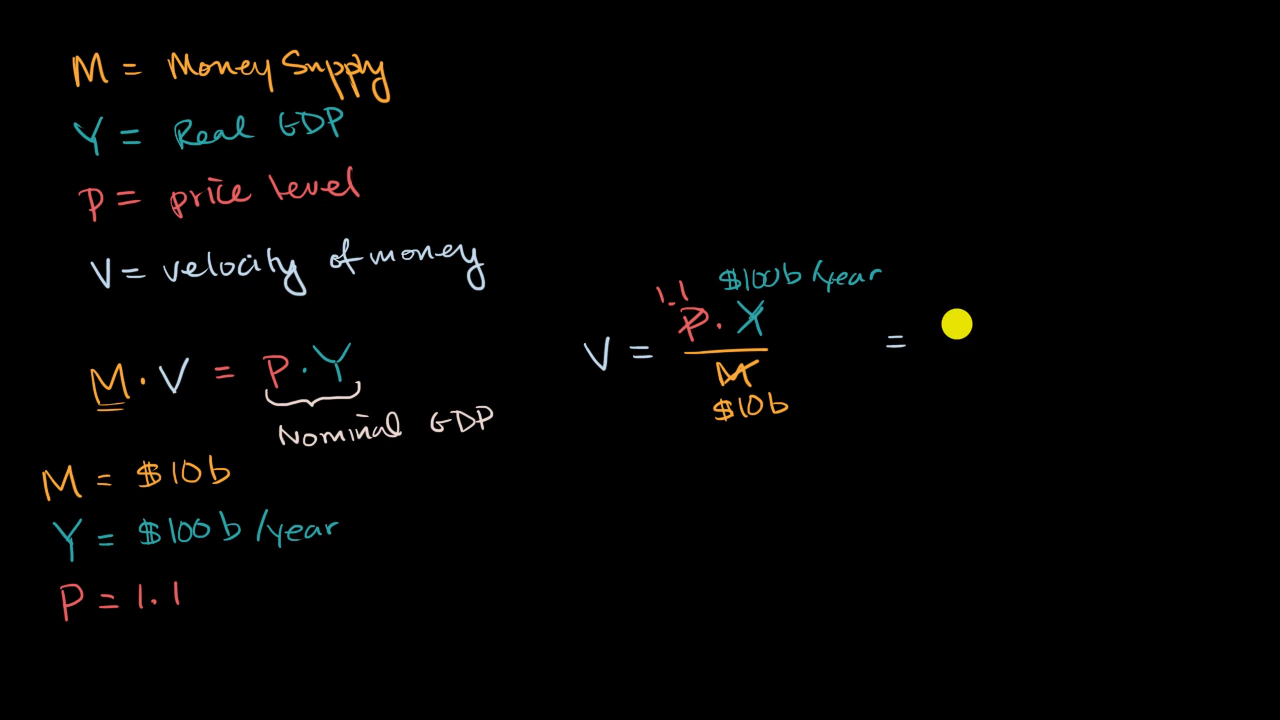 M = Money Supply
Y = Real GDP
P = price level
V = velocity of money
M · V = P · Y
Nominal GDP
M = $10b
Y = $100b/year
P = 1.1
1.1 $100b/year
V = P · Y / M =
$10b